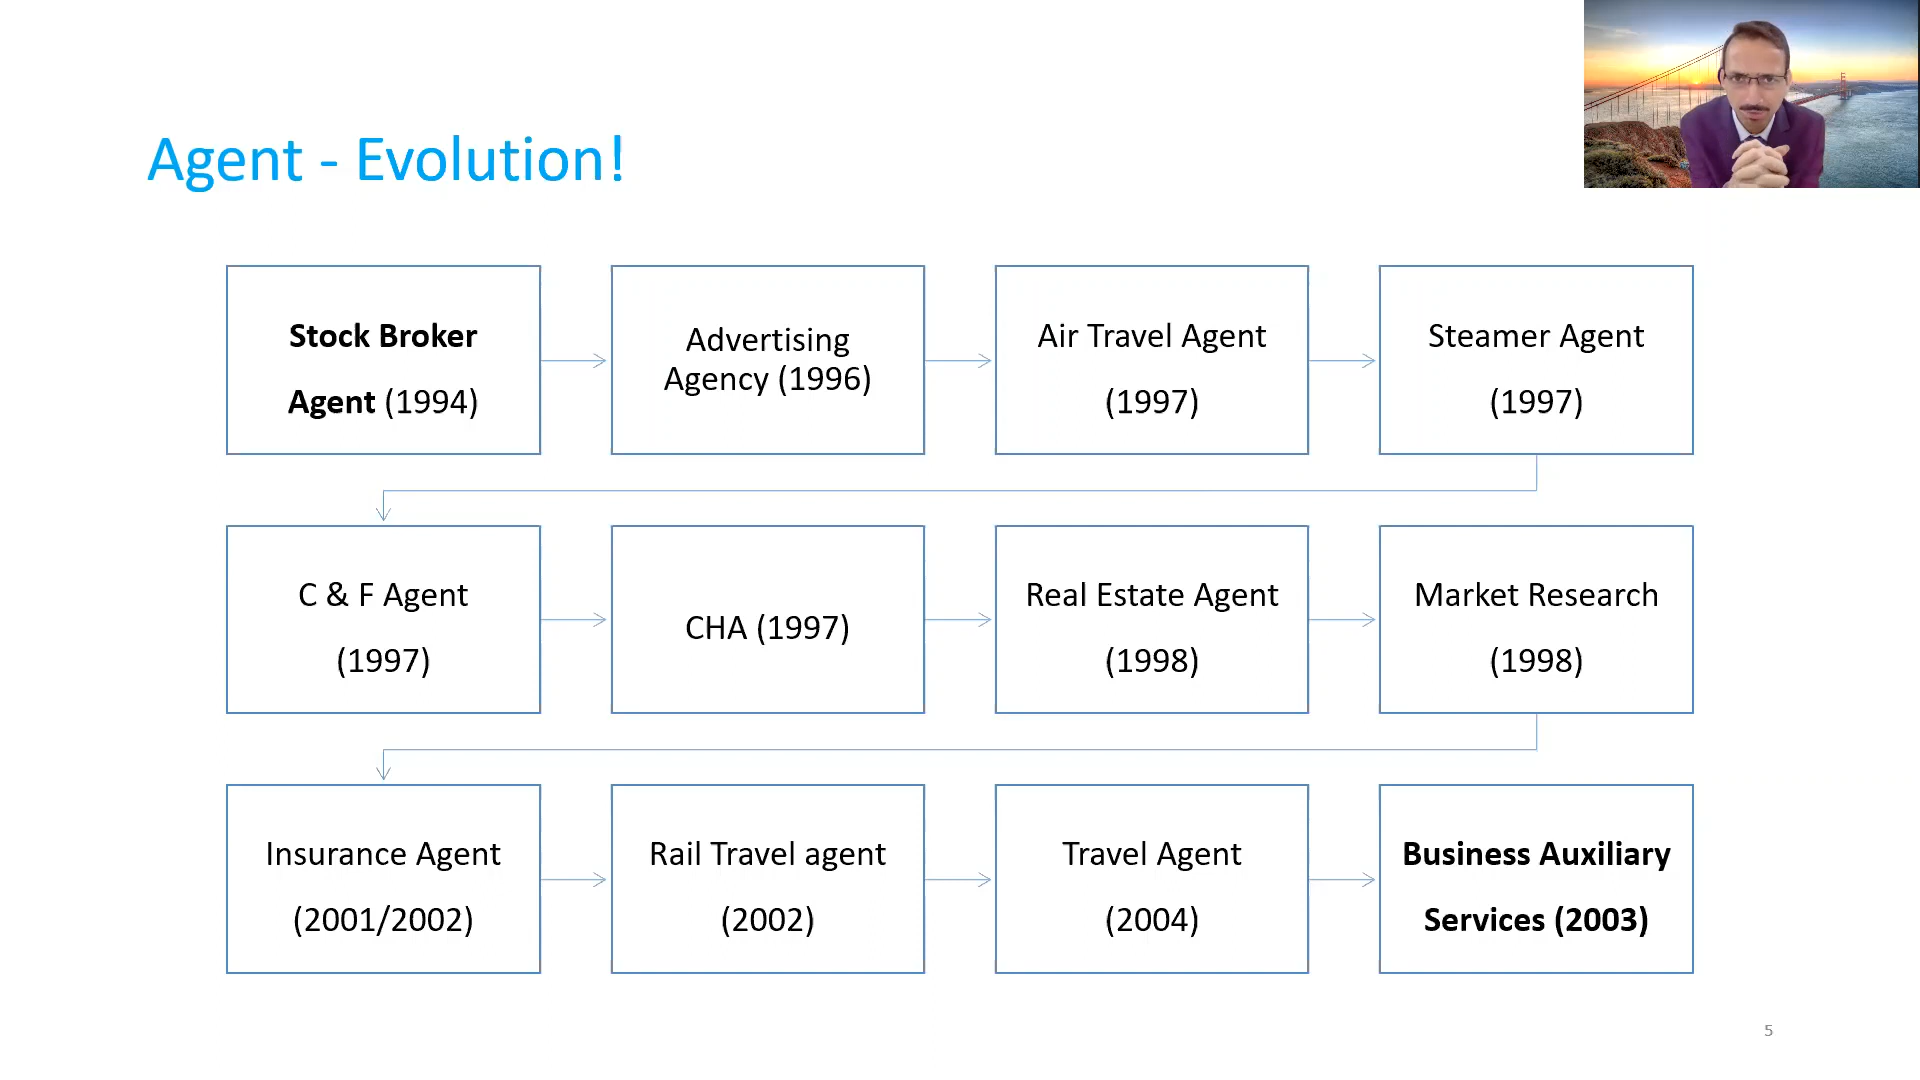 Agent - Evolution!
Stock Broker
Agent (1994)
Advertising
Agency (1996)
Air Travel Agent
(1997)
Steamer Agent
(1997)
C & F Agent
(1997)
CHA (1997)
Real Estate Agent
(1998)
Market Research
(1998)
Insurance Agent
(2001/2002)
Rail Travel agent
(2002)
Travel Agent
(2004)
Business Auxiliary
Services (2003)
5